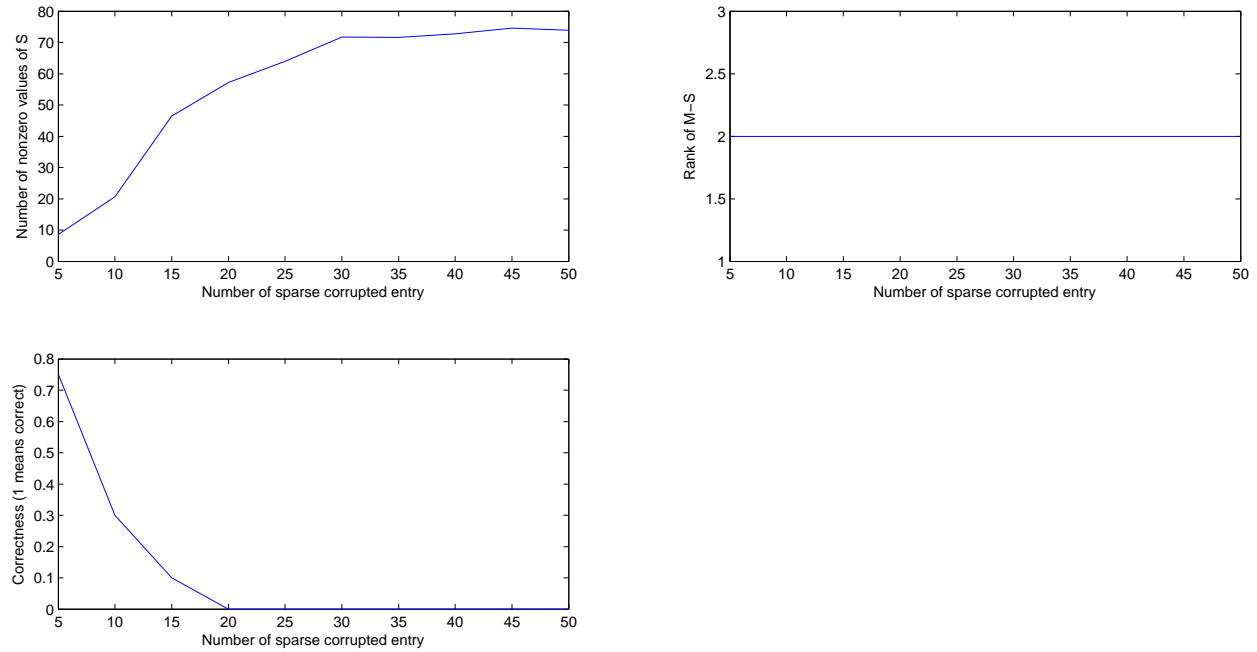 80
70
60
50
40
30
20
10
0
Number of nonzero values of S
5 10 15 20 25 30 35 40 45 50
Number of sparse corrupted entry
3
2.5
2
1.5
1
Rank of M−S
5 10 15 20 25 30 35 40 45 50
Number of sparse corrupted entry
0.8
0.7
0.6
0.5
0.4
0.3
0.2
0.1
0
Correctness (1 means correct)
5 10 15 20 25 30 35 40 45 50
Number of sparse corrupted entry